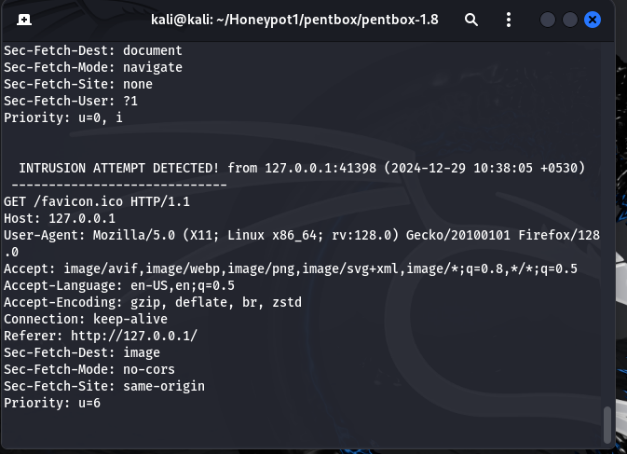 kali@kali: ~/Honeypot1/pentbox/pentbox-1.8
Sec-Fetch-Dest: document
Sec-Fetch-Mode: navigate
Sec-Fetch-Site: none
Sec-Fetch-User: ?1
Priority: u=0, i
INTRUSION ATTEMPT DETECTED! from 127.0.0.1:41398 (2024-12-29 10:38:05 +0530)
-----------------------------
GET /favicon.ico HTTP/1.1
Host: 127.0.0.1
User-Agent: Mozilla/5.0 (X11; Linux x86_64; rv:128.0) Gecko/20100101 Firefox/128
.0
Accept: image/avif,image/webp,image/png,image/svg+xml,image/*;q=0.8,*/*;q=0.5
Accept-Language: en-US,en;q=0.5
Accept-Encoding: gzip, deflate, br, zstd
Connection: keep-alive
Referer: http://127.0.0.1/
Sec-Fetch-Dest: image
Sec-Fetch-Mode: no-cors
Sec-Fetch-Site: same-origin
Priority: u=6